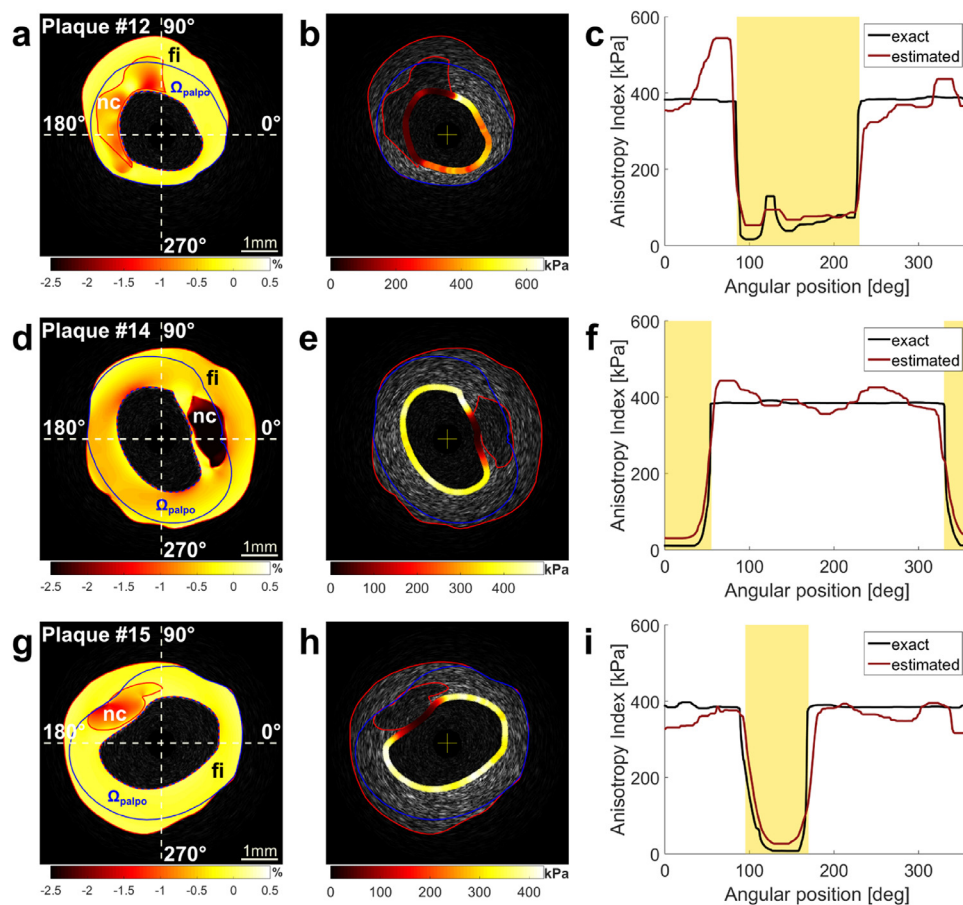 a Plaque #12 90° fi
Ωpalpo
nc
180° 0°
270° 1mm
%
-2.5 -2 -1.5 -1 -0.5 0 0.5
b
kPa
0 200 400 600
c
exact
estimated
Anisotropy Index [kPa]
600
400
200
0
0 100 200 300
Angular position [deg]
d Plaque #14 90°
fi
nc
180° 0°
Ωpalpo
270° 1mm
%
-2.5 -2 -1.5 -1 -0.5 0 0.5
e
kPa
0 100 200 300 400
f
exact
estimated
Anisotropy Index [kPa]
600
400
200
0
0 100 200 300
Angular position [deg]
g Plaque #15 90°
nc
180° 0°
fi
Ωpalpo
270° 1mm
%
-2.5 -2 -1.5 -1 -0.5 0 0.5
h
kPa
0 100 200 300 400
i
exact
estimated
Anisotropy Index [kPa]
600
400
200
0
0 100 200 300
Angular position [deg]